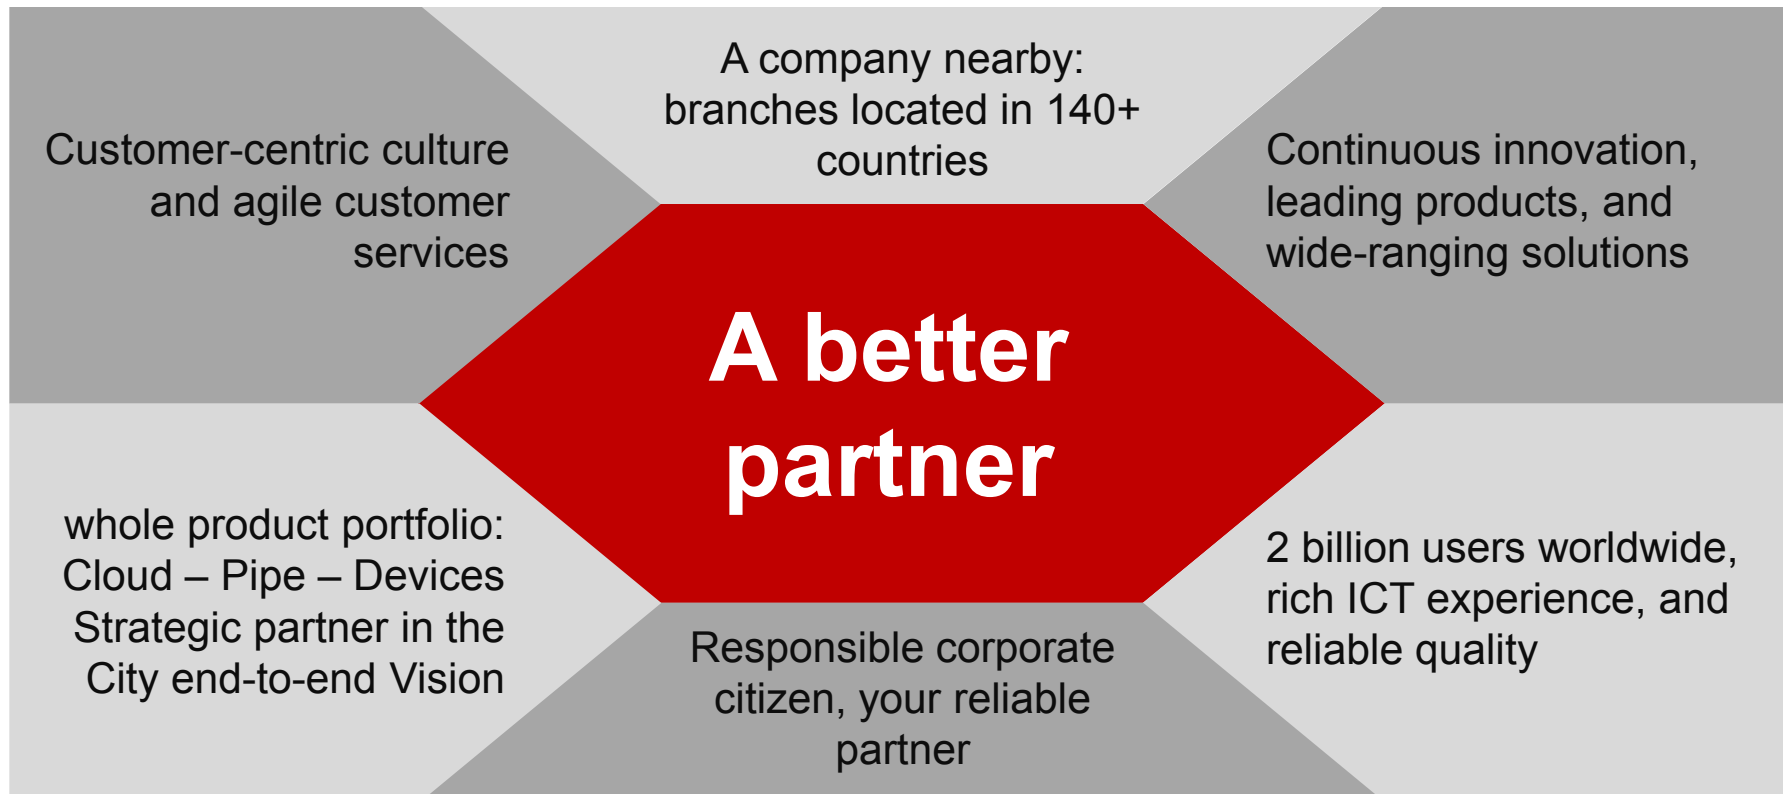 A company nearby:
branches located in 140+
countries
Customer-centric culture
and agile customer
services
Continuous innovation,
leading products, and
wide-ranging solutions
A better
partner
whole product portfolio:
Cloud – Pipe – Devices
Strategic partner in the
City end-to-end Vision
2 billion users worldwide,
rich ICT experience, and
reliable quality
Responsible corporate
citizen, your reliable
partner